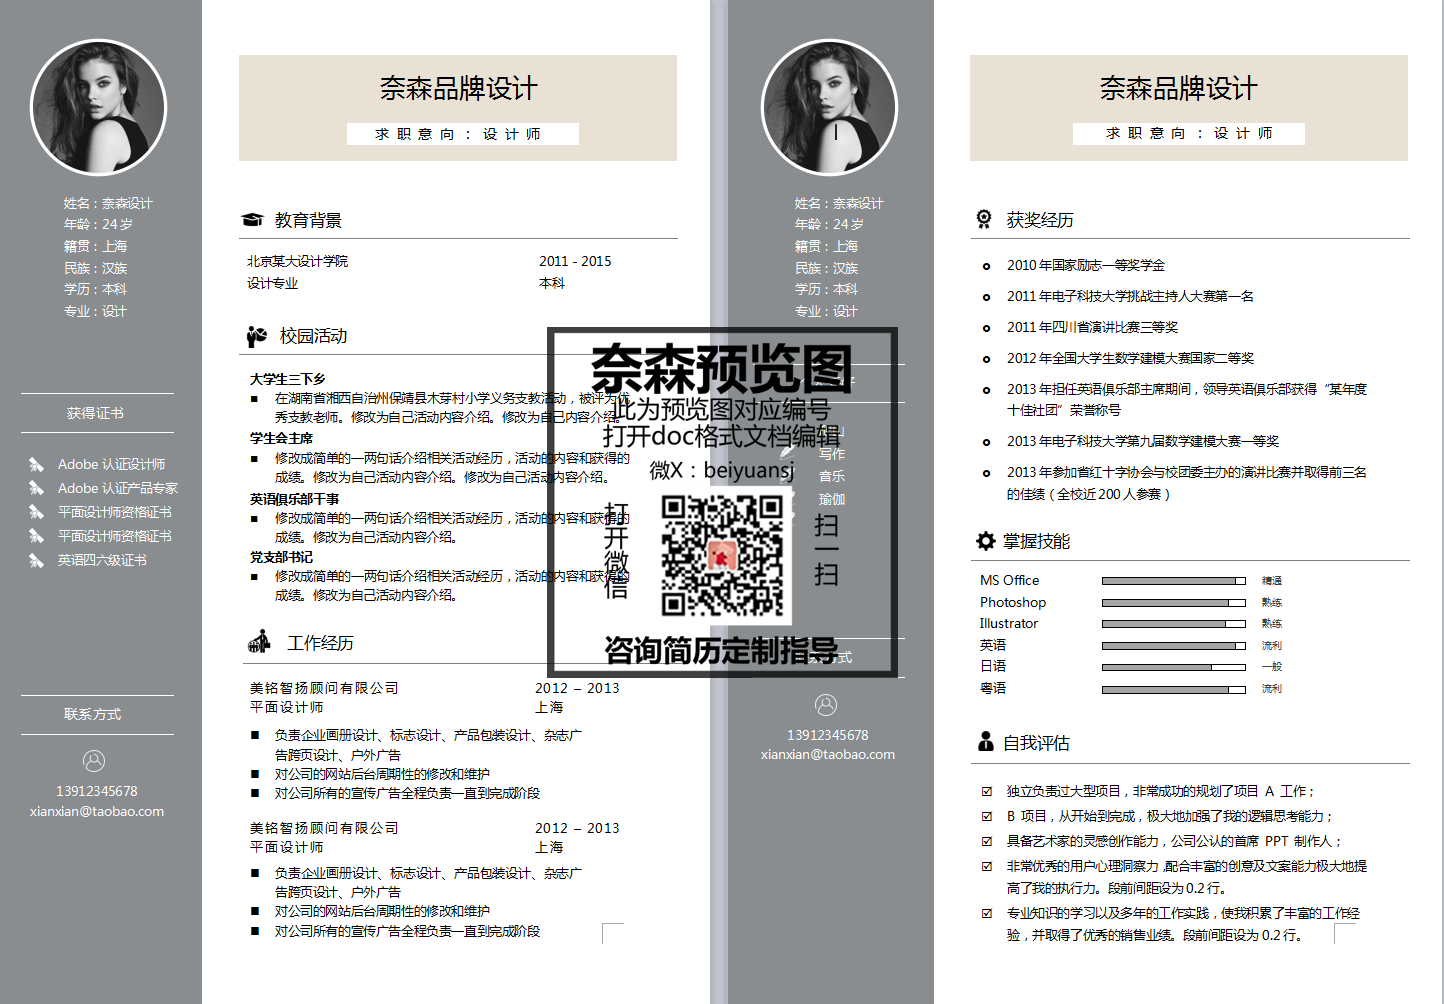 奈森品牌设计
求职意向：设计师
姓名：奈森设计
年龄：24 岁
籍贯：上海
民族：汉族
学历：本科
专业：设计
获得证书
Adobe 认证设计师
Adobe 认证产品专家
平面设计师资格证书
平面设计师资格证书
英语四六级证书
联系方式
13912345678
xianxian@taobao.com
教育背景
北京某大设计学院 2011 - 2015
设计专业 本科
校园活动
大学生三下乡
■ 在湖南省湘西自治州保靖县木芽村小学义务支教活动，被评为优
秀支教老师。修改为自己活动内容介绍。修改为自己内容介绍。
学生会主席
■ 修改成简单的一两句话介绍相关活动经历，活动的内容和获得的
成绩。修改为自己活动内容介绍。修改为自己活动内容介绍。
英语俱乐部干事
■ 修改成简单的一两句话介绍相关活动经历，活动的内容和获得的
成绩。修改为自己活动内容介绍。
党支部书记
■ 修改成简单的一两句话介绍相关活动经历，活动的内容和获得的
成绩。修改为自己活动内容介绍。
工作经历
美铭智扬顾问有限公司 2012 – 2013
平面设计师 上海
■ 负责企业画册设计、标志设计、产品包装设计、杂志广
告跨页设计、户外广告
■ 对公司的网站后台周期性的修改和维护
■ 对公司所有的宣传广告全程负责一直到完成阶段
美铭智扬顾问有限公司 2012 – 2013
平面设计师 上海
■ 负责企业画册设计、标志设计、产品包装设计、杂志广
告跨页设计、户外广告
■ 对公司的网站后台周期性的修改和维护
■ 对公司所有的宣传广告全程负责一直到完成阶段
奈森预览图
此为预览图对应编号
打开doc格式文档编辑
微X：beiyuansj
打开微信
扫一扫
咨询简历定制指导
姓名：奈森设计
年龄：24 岁
籍贯：上海
民族：汉族
学历：本科
专业：设计
写作
音乐
瑜伽
联系方式
13912345678
xianxian@taobao.com
奈森品牌设计
求职意向：设计师
获奖经历
2010 年国家励志一等奖学金
2011 年电子科技大学挑战主持人大赛第一名
2011 年四川省演讲比赛三等奖
2012 年全国大学生数学建模大赛国家二等奖
2013 年担任英语俱乐部主席期间，领导英语俱乐部获得“某年度
十佳社团”荣誉称号
2013 年电子科技大学第九届数学建模大赛一等奖
2013 年参加省红十字协会与校团委主办的演讲比赛并取得前三名
的佳绩（全校近 200 人参赛）
掌握技能
MS Office 精通
Photoshop 熟练
Illustrator 熟练
英语 流利
日语 一般
粤语 流利
自我评估
独立负责过大型项目，非常成功的规划了项目 A 工作；
B 项目，从开始到完成，极大地加强了我的逻辑思考能力；
具备艺术家的灵感创作能力，公司公认的首席 PPT 制作人；
非常优秀的用户心理洞察力 ,配合丰富的创意及文案能力极大地提
高了我的执行力。段前间距设为 0.2 行。
专业知识的学习以及多年的工作实践，使我积累了丰富的工作经
验，并取得了优秀的销售业绩。段前间距设为 0.2 行。